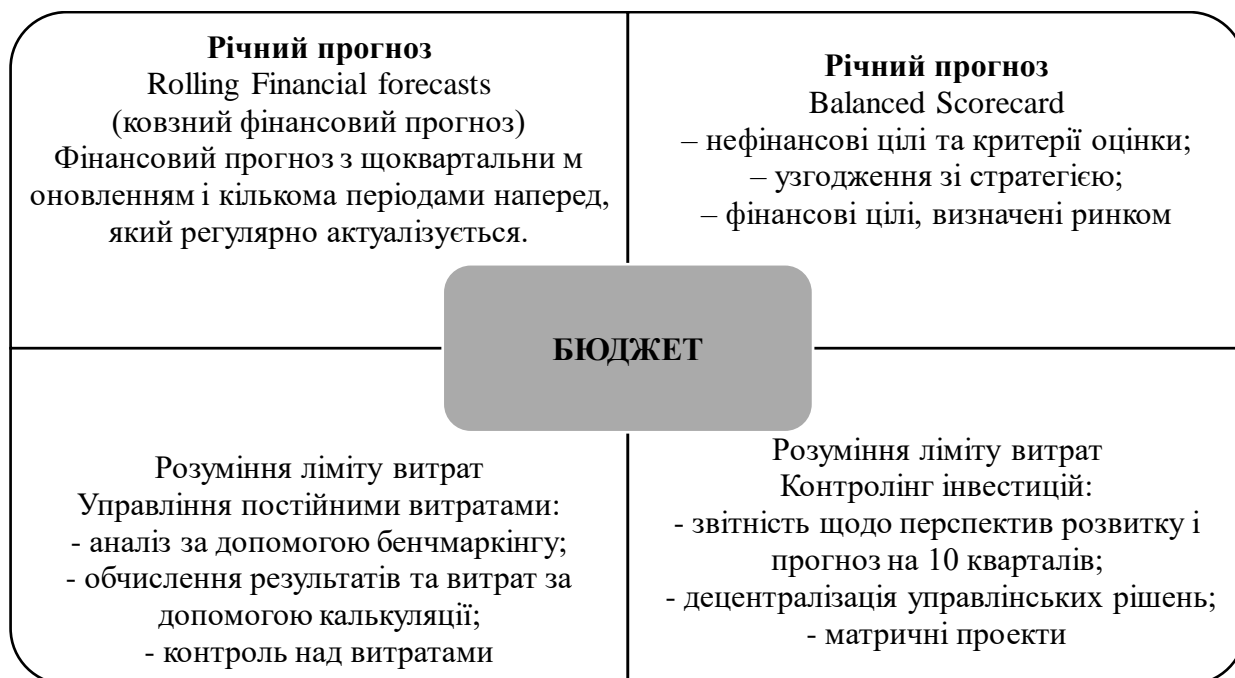 Річний прогноз
Rolling Financial forecasts
(ковзний фінансовий прогноз)
Фінансовий прогноз з щоквартальни м
оновленням і кількома періодами наперед,
який регулярно актуалізується.
Річний прогноз
Balanced Scorecard
– нефінансові цілі та критерії оцінки;
– узгодження зі стратегією;
– фінансові цілі, визначені ринком
БЮДЖЕТ
Розуміння ліміту витрат
Управління постійними витратами:
- аналіз за допомогою бенчмаркінгу;
- обчислення результатів та витрат за
допомогою калькуляції;
- контроль над витратами
Розуміння ліміту витрат
Контролінг інвестицій:
- звітність щодо перспектив розвитку і
прогноз на 10 кварталів;
- децентралізація управлінських рішень;
- матричні проекти